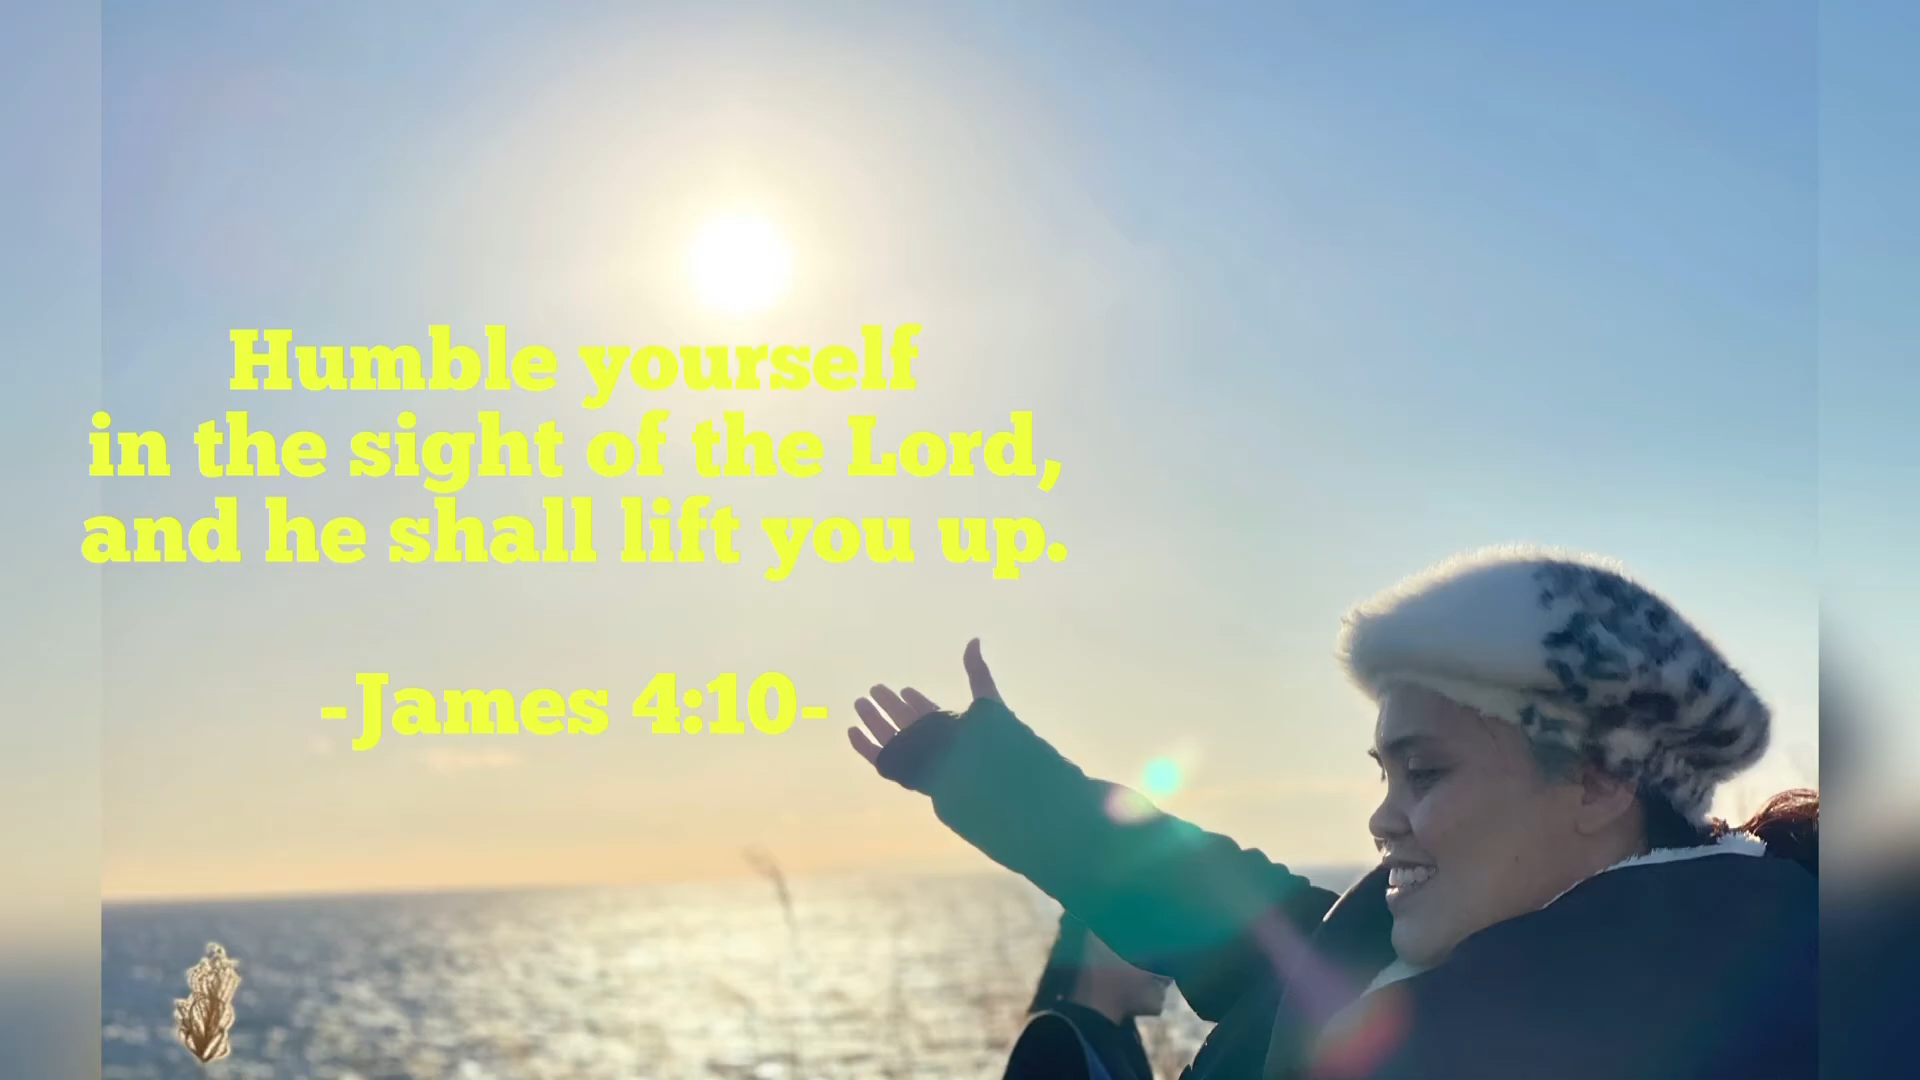 Humble yourself
in the sight of the Lord,
and he shall lift you up.
-James 4:10-